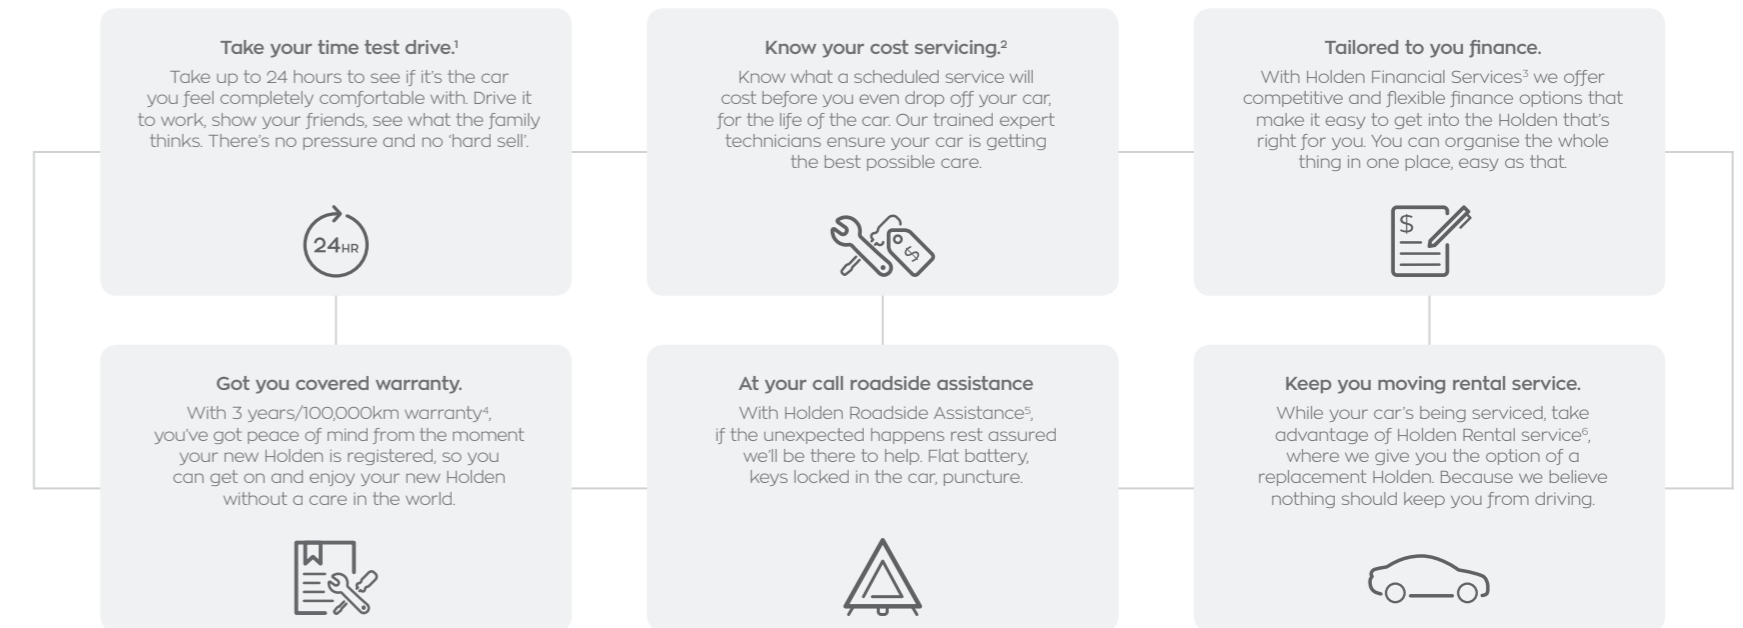 Take your time test drive.¹
Take up to 24 hours to see if it's the car
you feel completely comfortable with. Drive it
to work, show your friends, see what the family
thinks. There's no pressure and no 'hard sell'.
24HR
Know your cost servicing.²
Know what a scheduled service will
cost before you even drop off your car,
for the life of the car. Our trained expert
technicians ensure your car is getting
the best possible care.
$
Tailored to you finance.
With Holden Financial Services³ we offer
competitive and flexible finance options that
make it easy to get into the Holden that's
right for you. You can organise the whole
thing in one place, easy as that.
$
Got you covered warranty.
With 3 years/100,000km warranty⁴,
you've got peace of mind from the moment
your new Holden is registered, so you
can get on and enjoy your new Holden
without a care in the world.
At your call roadside assistance
With Holden Roadside Assistance⁵,
if the unexpected happens rest assured
we'll be there to help. Flat battery,
keys locked in the car, puncture.
Keep you moving rental service.
While your car's being serviced, take
advantage of Holden Rental service⁶,
where we give you the option of a
replacement Holden. Because we believe
nothing should keep you from driving.